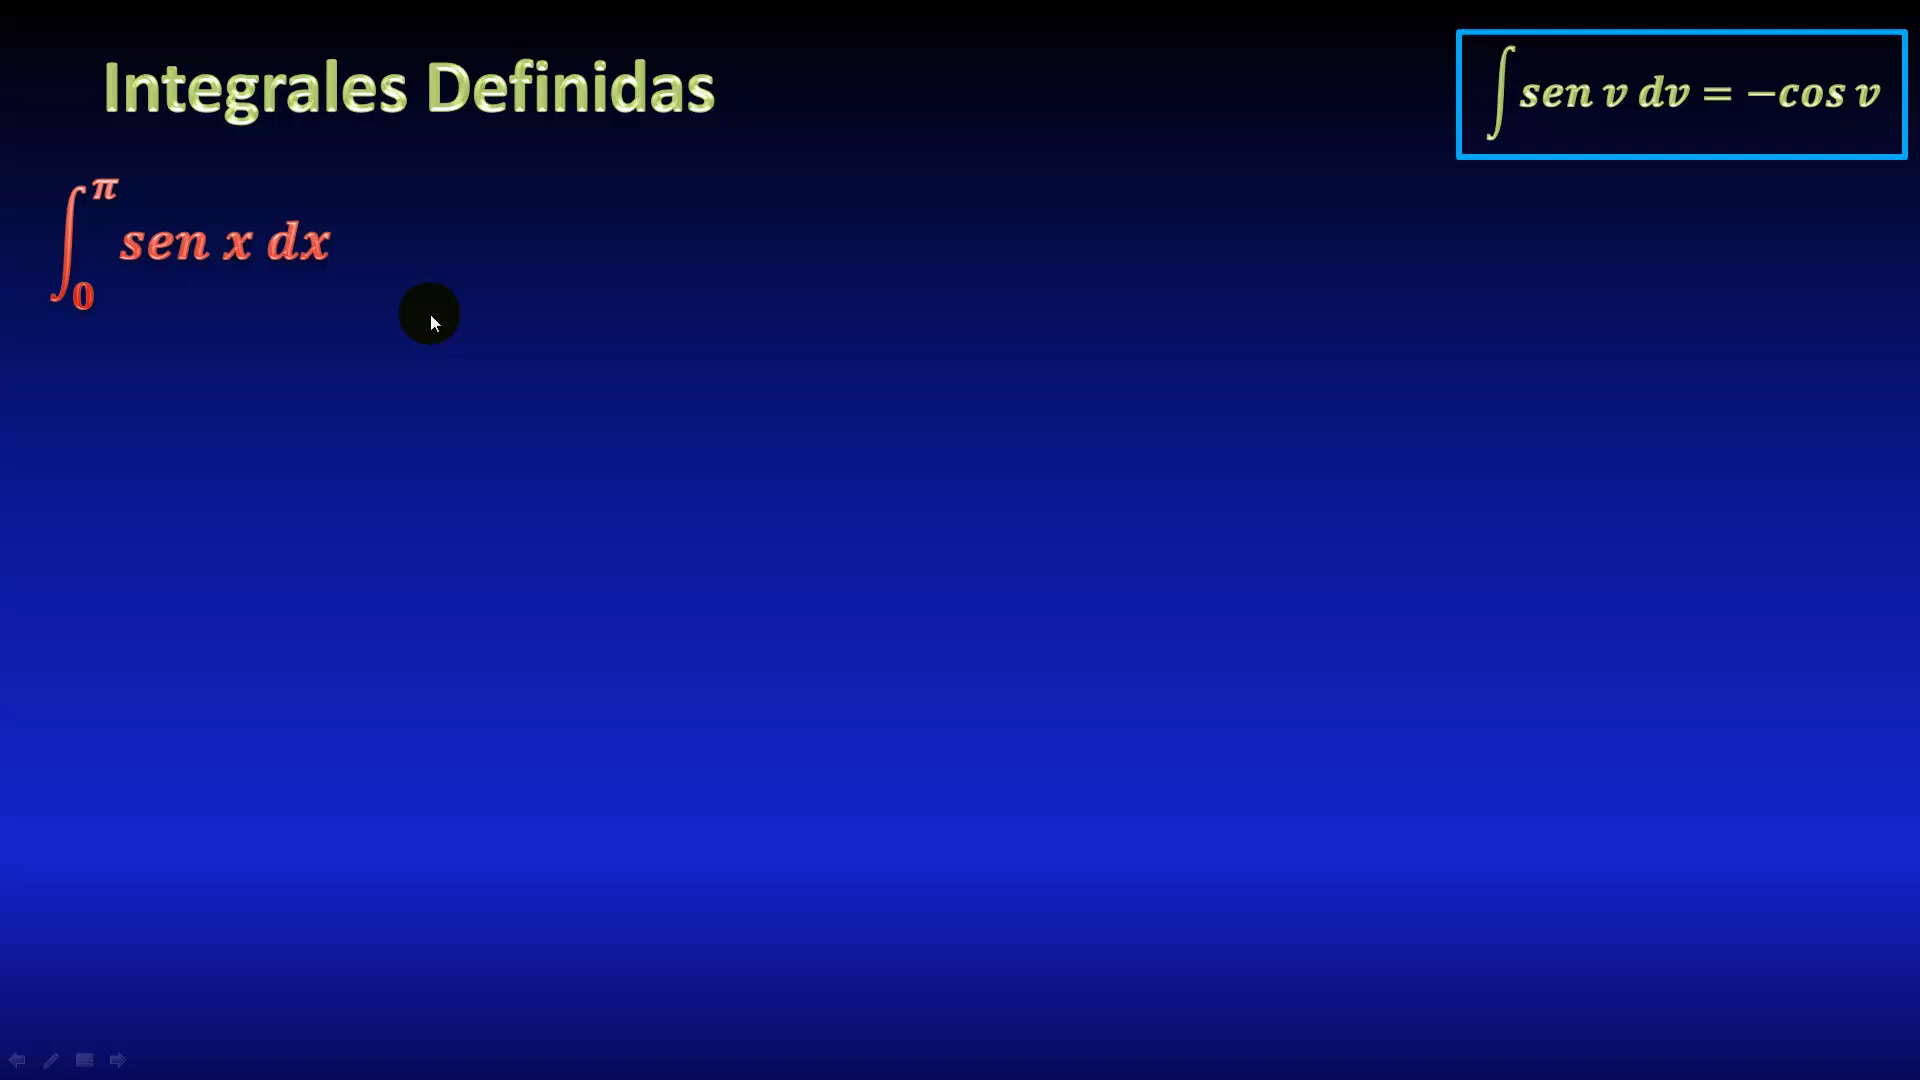 Integrales Definidas
∫ sen v dv = −cos v
∫₀^π sen x dx